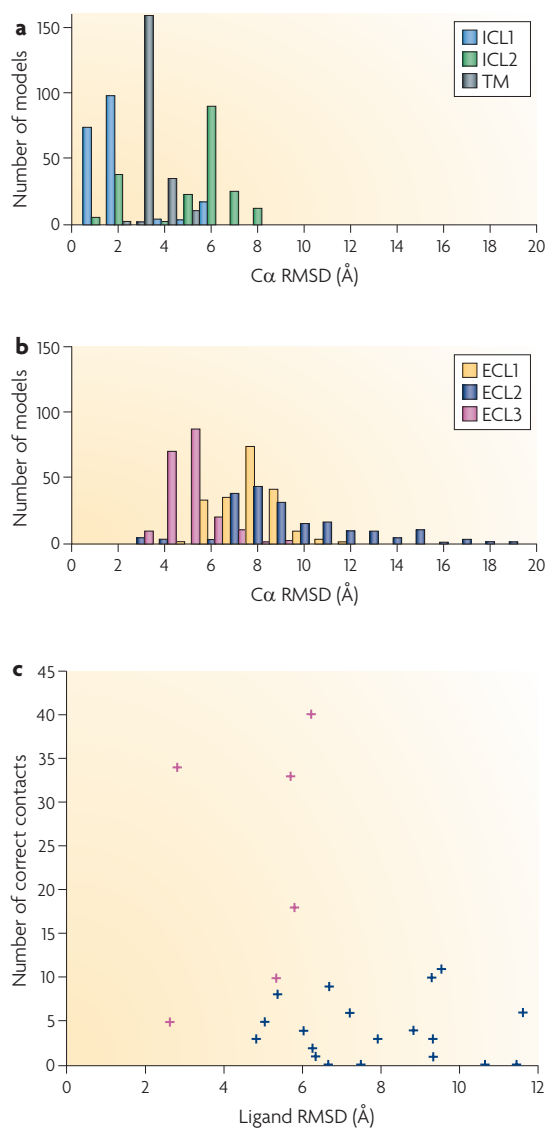 a
150
100
50
0
Number of models
ICL1
ICL2
TM
0 2 4 6 8 10 12 14 16 18 20
Cα RMSD (Å)
b
150
100
50
0
Number of models
ECL1
ECL2
ECL3
0 2 4 6 8 10 12 14 16 18 20
Cα RMSD (Å)
c
45
40
35
30
25
20
15
10
5
0
Number of correct contacts
0 2 4 6 8 10 12
Ligand RMSD (Å)